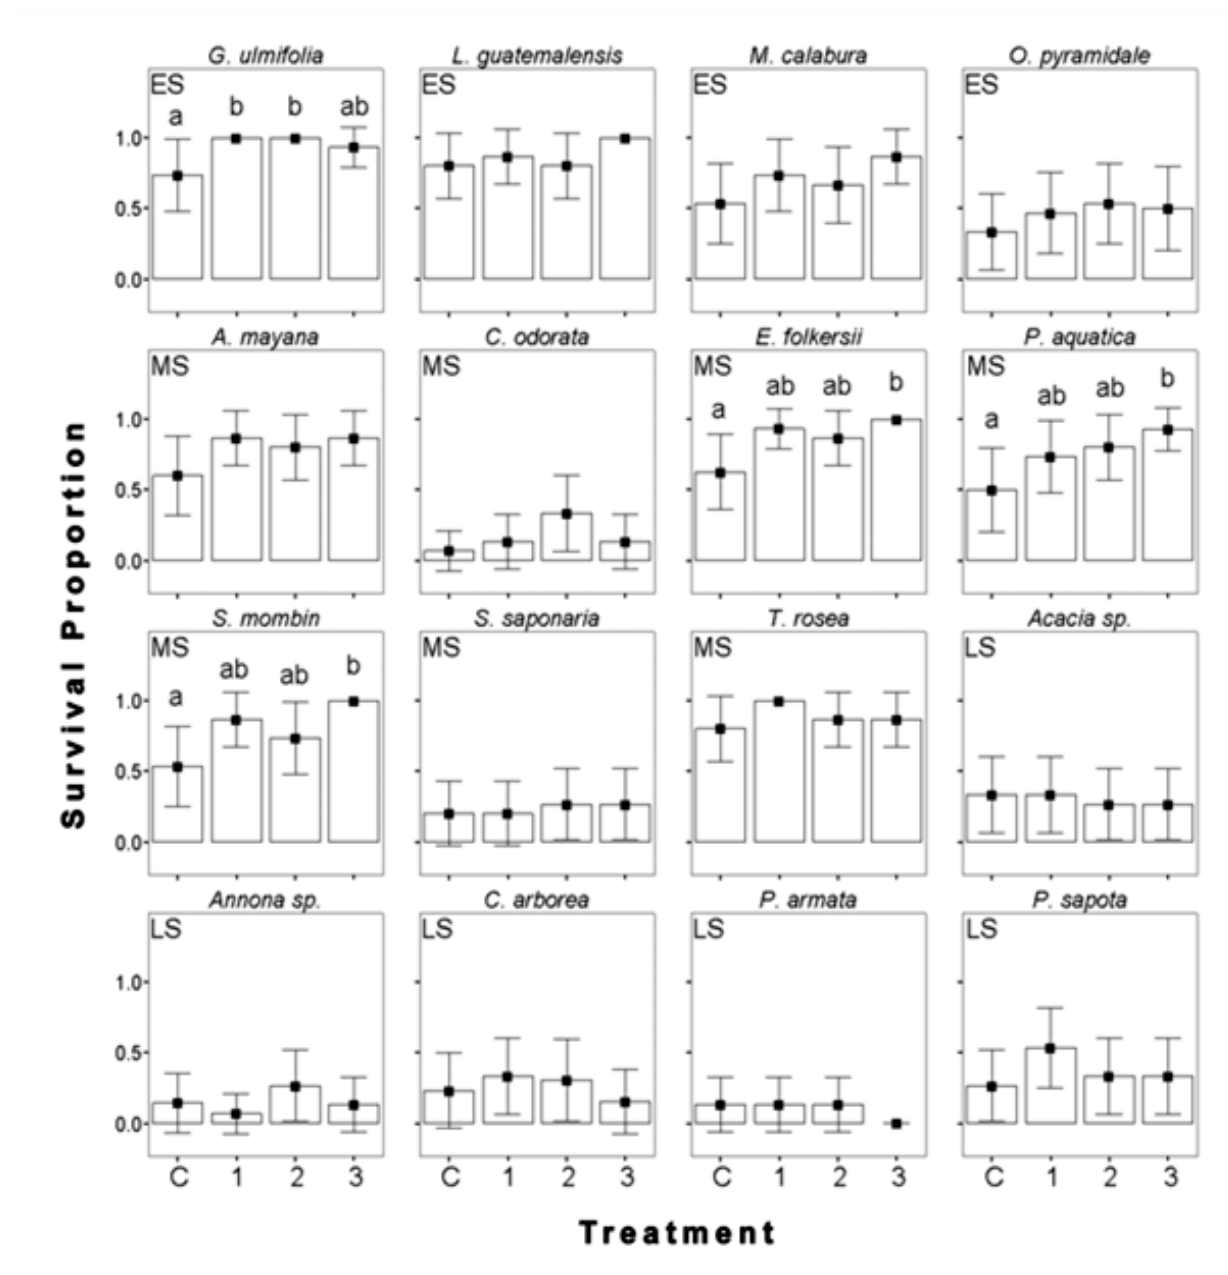 G. ulmifolia L. guatemalensis M. calabura O. pyramidale
ES ES ES ES
a b b ab
1.0
0.5
0.0
A. mayana C. odorata E. folkersii P. aquatica
MS MS MS MS
a ab ab b a ab ab b
1.0
0.5
0.0
S. mombin S. saponaria T. rosea Acacia sp.
MS MS MS LS
a ab ab b
1.0
0.5
0.0
Annona sp. C. arborea P. armata P. sapota
LS LS LS LS
1.0
0.5
0.0
C 1 2 3 C 1 2 3 C 1 2 3 C 1 2 3
Survival Proportion
Treatment